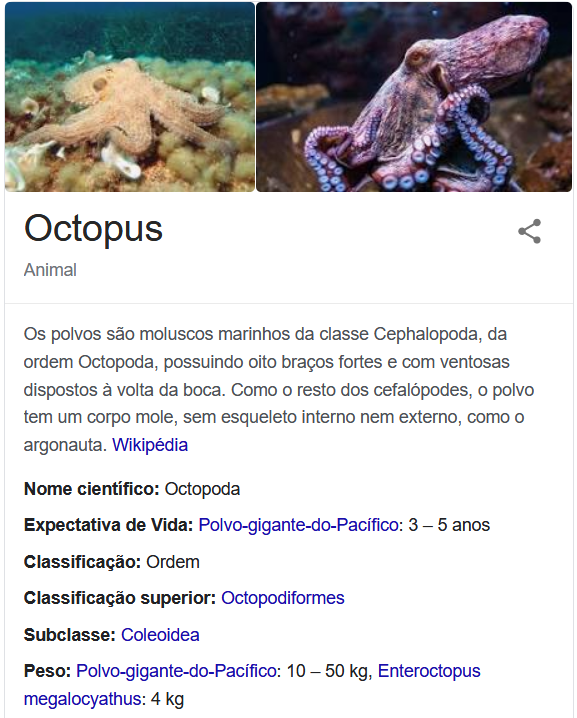 Octopus
Animal
Os polvos são moluscos marinhos da classe Cephalopoda, da
ordem Octopoda, possuindo oito braços fortes e com ventosas
dispostos à volta da boca. Como o resto dos cefalópodes, o polvo
tem um corpo mole, sem esqueleto interno nem externo, como o
argonauta. Wikipédia
Nome científico: Octopoda
Expectativa de Vida: Polvo-gigante-do-Pacífico: 3 – 5 anos
Classificação: Ordem
Classificação superior: Octopodiformes
Subclasse: Coleoidea
Peso: Polvo-gigante-do-Pacífico: 10 – 50 kg, Enteroctopus
megalocyathus: 4 kg